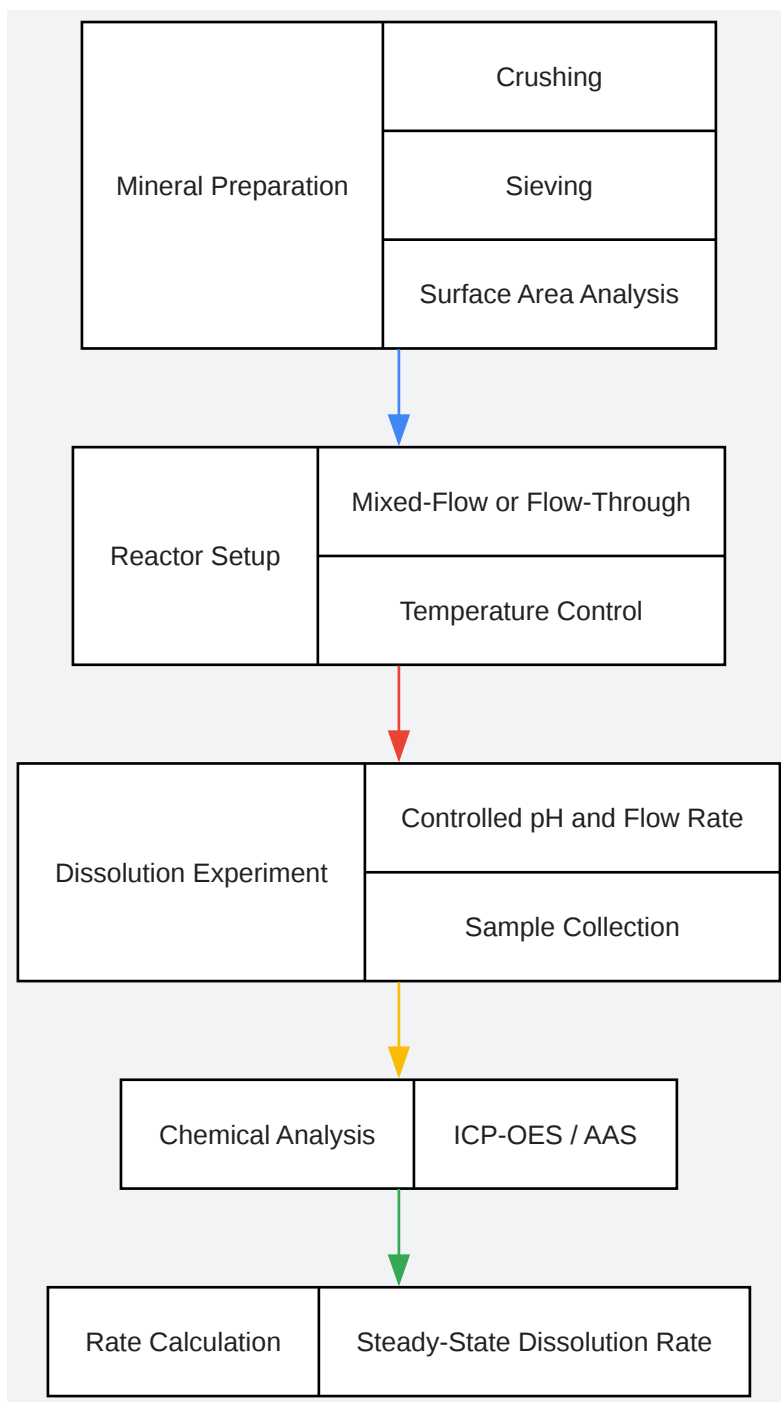 Mineral Preparation
Crushing
Sieving
Surface Area Analysis
Reactor Setup
Mixed-Flow or Flow-Through
Temperature Control
Dissolution Experiment
Controlled pH and Flow Rate
Sample Collection
Chemical Analysis
ICP-OES / AAS
Rate Calculation
Steady-State Dissolution Rate